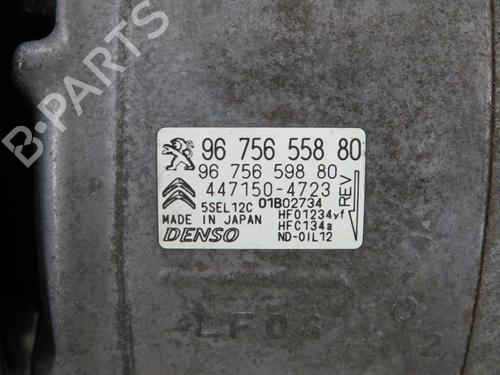 96 756 558 80
96 756 598 80
447150-4723
5SEL12C 01B02734
REV
MADE IN JAPAN
HFO1234yf
HFC134a
DENSO
ND-OIL12
B-Parts